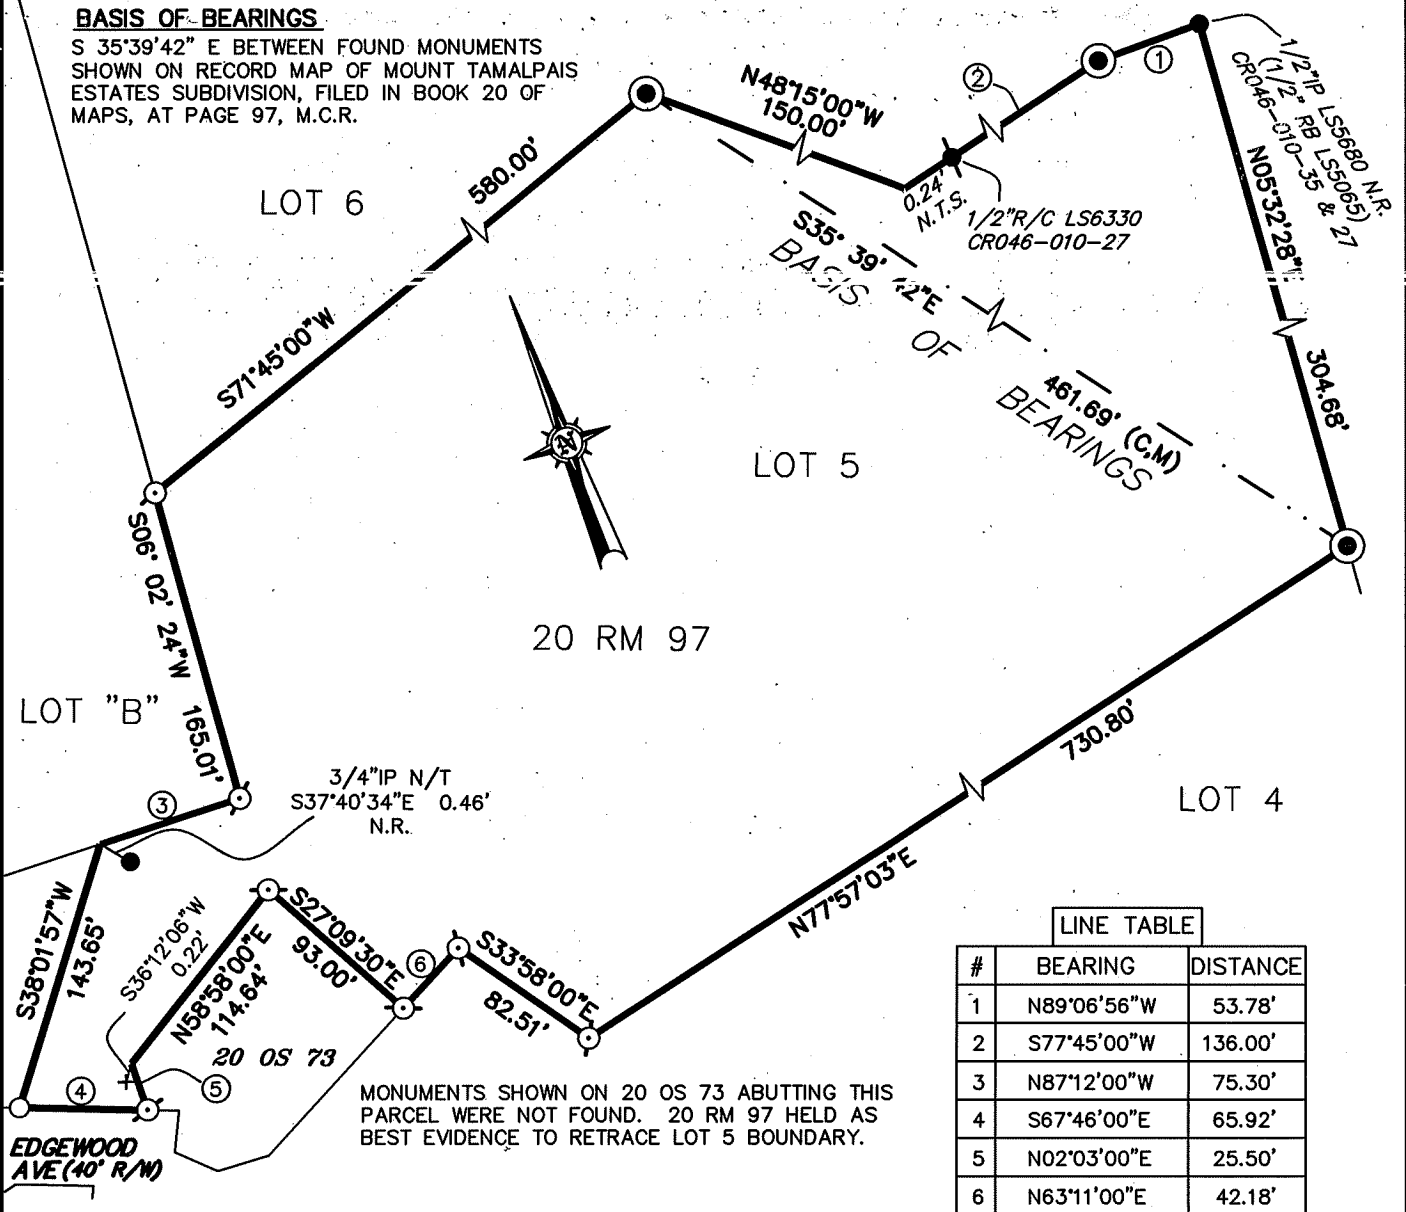 BASIS OF BEARINGS
S 35°39'42" E BETWEEN FOUND MONUMENTS
SHOWN ON RECORD MAP OF MOUNT TAMALPAIS
ESTATES SUBDIVISION, FILED IN BOOK 20 OF
MAPS, AT PAGE 97, M.C.R.
N48°15'00"W
150.00'
2
1
1/2"IP LS5680 N.R.
(1/2" RB LS5065)
CR046-010-35 & 27
580.00'
LOT 6
0.24'
N.T.S.
1/2"R/C LS6330
CR046-010-27
N05°32'28"E
304.68'
S35° 39' 42"E
461.69' (C,M)
BASIS OF BEARINGS
S71°45'00"W
N
LOT 5
S06° 02' 24"W
165.01'
20 RM 97
LOT "B"
730.80'
N77°57'03"E
LOT 4
3
3/4"IP N/T
S37°40'34"E 0.46'
N.R.
S38°01'57"W
143.65'
S36°12'06"W
0.22'
N58°58'00"E
114.64'
S27°09'30"E
93.00'
6
S33°58'00"E
82.51'
20 OS 73
4
5
EDGEWOOD
AVE (40' R/W)
MONUMENTS SHOWN ON 20 OS 73 ABUTTING THIS
PARCEL WERE NOT FOUND. 20 RM 97 HELD AS
BEST EVIDENCE TO RETRACE LOT 5 BOUNDARY.
LINE TABLE
# BEARING DISTANCE
1 N89°06'56"W 53.78'
2 S77°45'00"W 136.00'
3 N87°12'00"W 75.30'
4 S67°46'00"E 65.92'
5 N02°03'00"E 25.50'
6 N63°11'00"E 42.18'